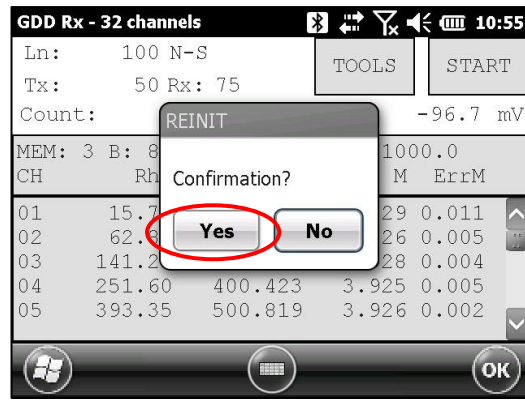 GDD Rx - 32 channels 10:55
Ln: 100 N-S
TOOLS START
Tx: 50 Rx: 75
Count: -96.7 mV
REINIT
MEM: 3 B: 8 1000.0
CH Rh M ErrM
Confirmation?
01 15.7 29 0.011
Yes No
02 62.8 26 0.005
03 141.2 28 0.004
04 251.60 400.423 3.925 0.005
05 393.35 500.819 3.926 0.002
OK